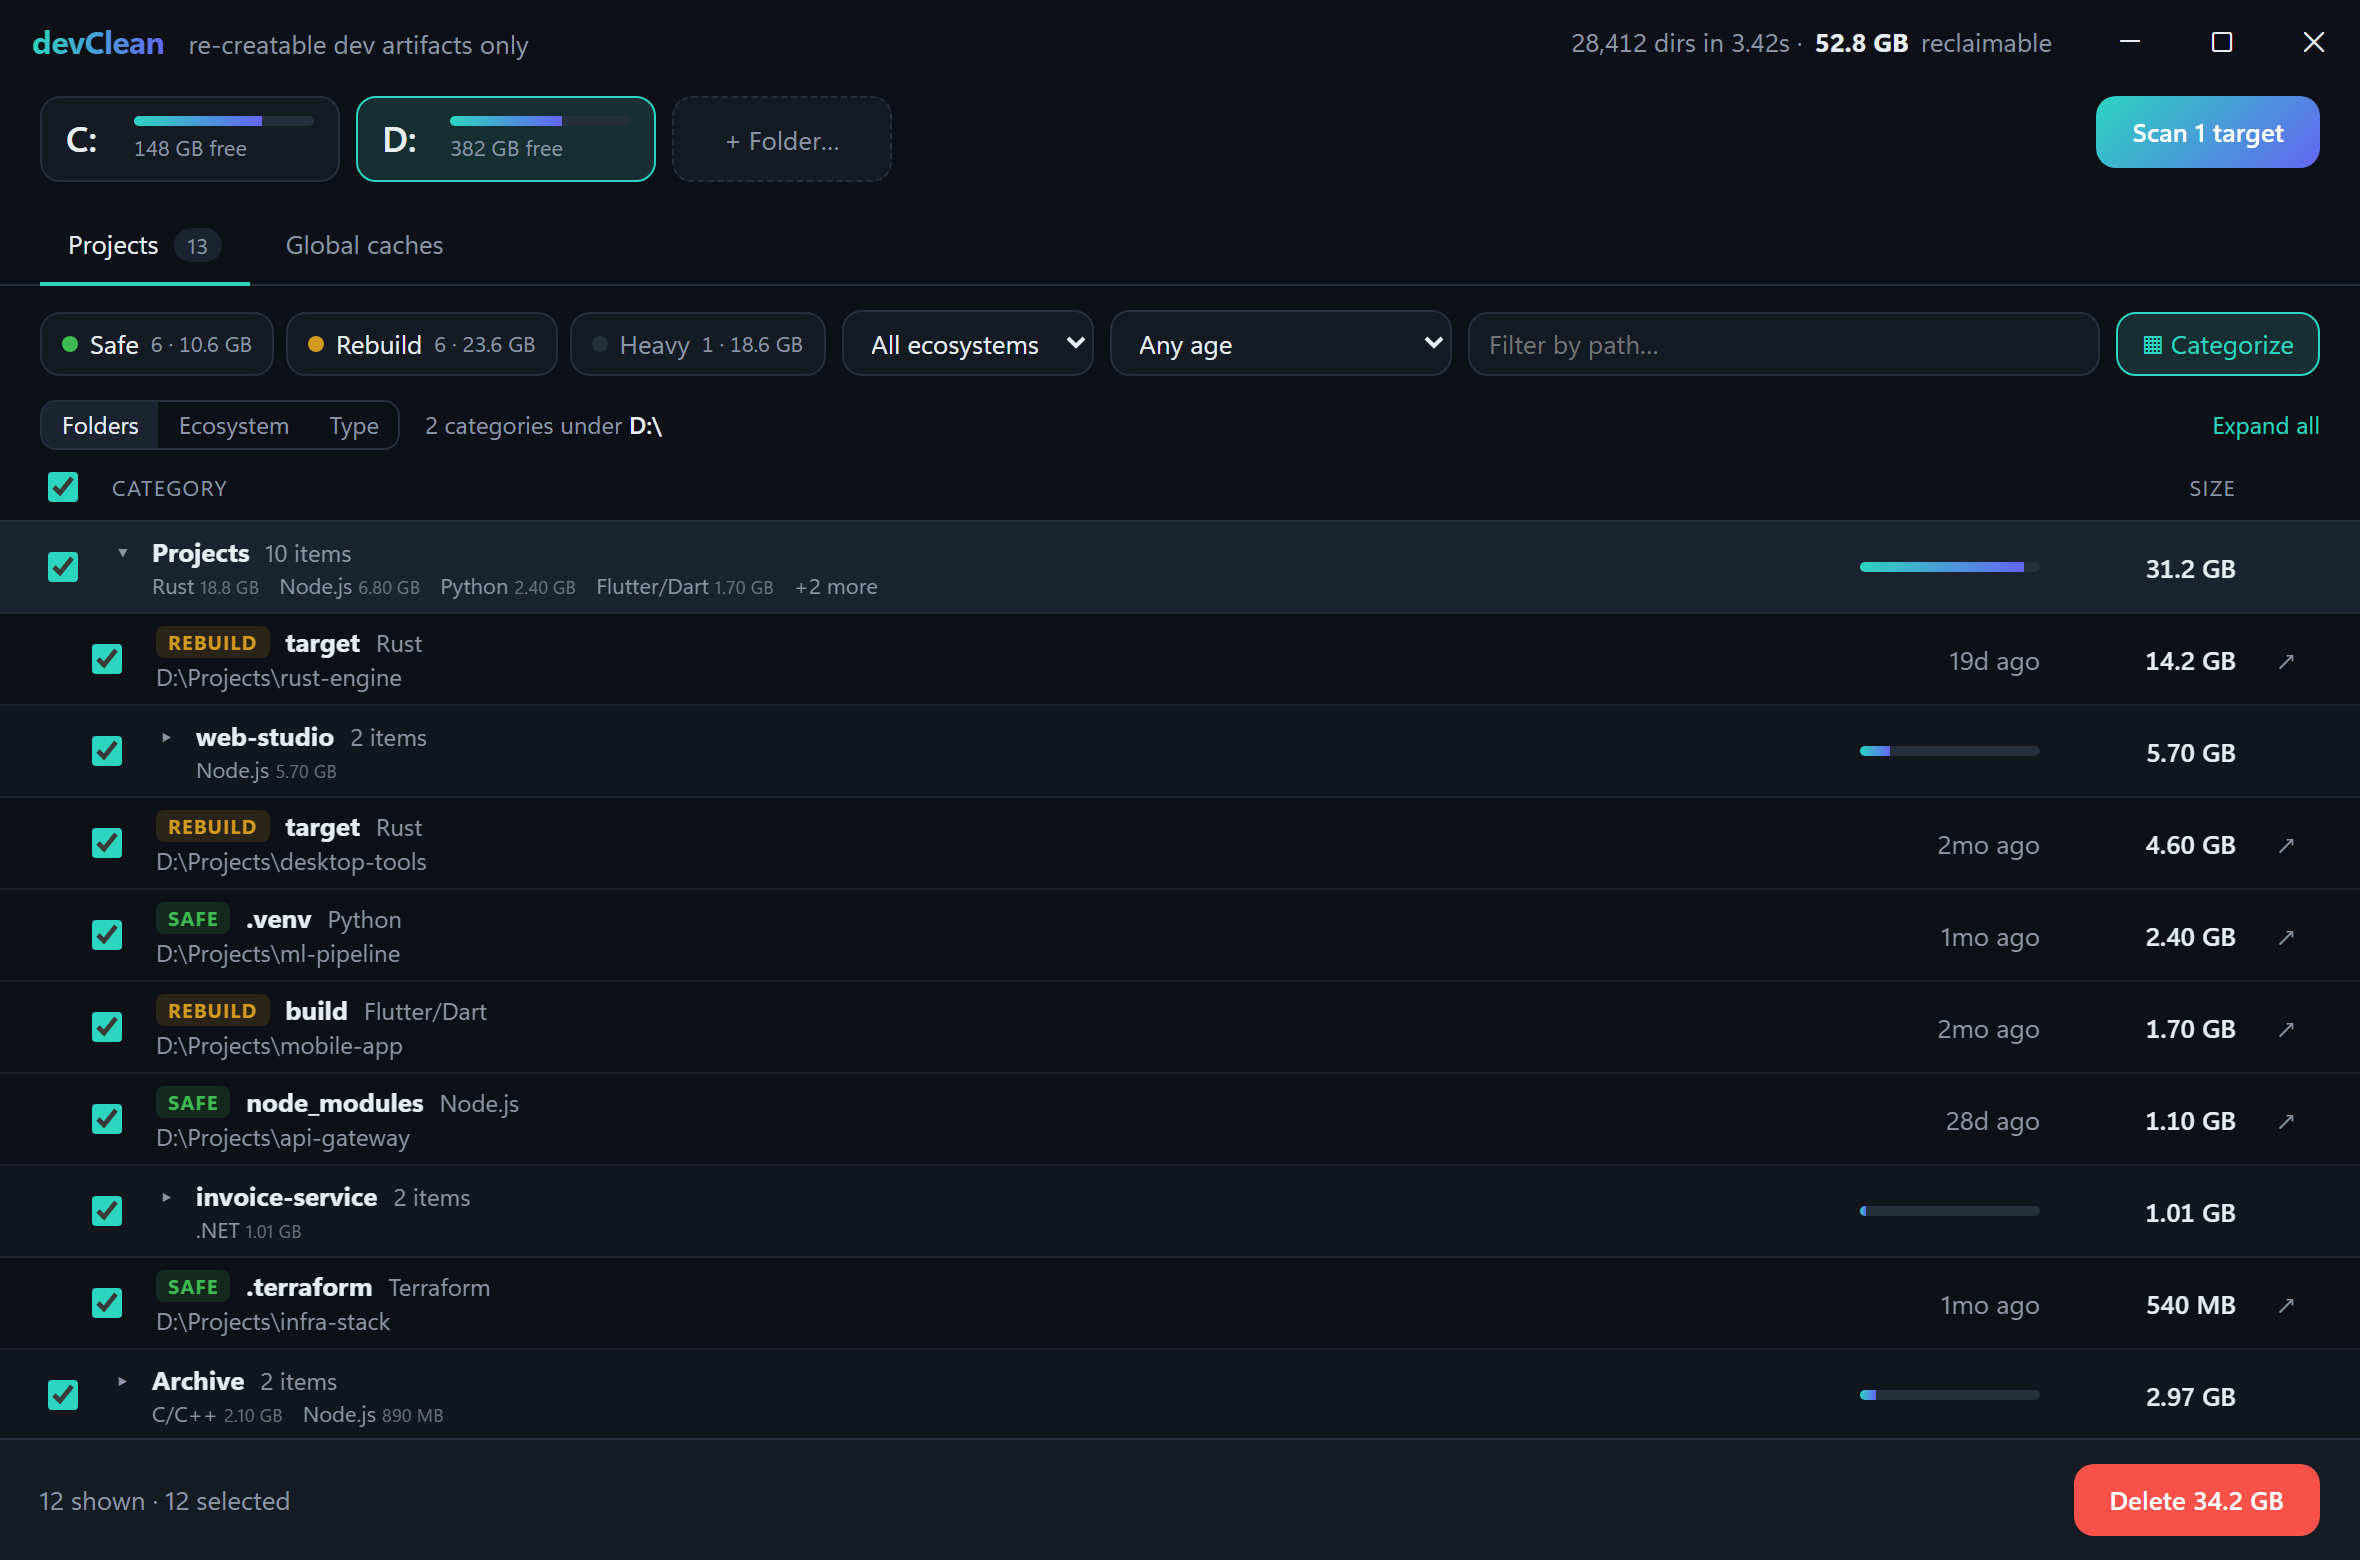 devClean re-creatable dev artifacts only 28,412 dirs in 3.42s · 52.8 GB reclaimable
C: 148 GB free
D: 382 GB free
+ Folder...
Scan 1 target
Projects 13 Global caches
Safe 6 · 10.6 GB Rebuild 6 · 23.6 GB Heavy 1 · 18.6 GB All ecosystems Any age Filter by path... ▦ Categorize
Folders Ecosystem Type 2 categories under D:\ Expand all
CATEGORY SIZE
Projects 10 items 31.2 GB
Rust 18.8 GB Node.js 6.80 GB Python 2.40 GB Flutter/Dart 1.70 GB +2 more
REBUILD target Rust 19d ago 14.2 GB ↗
D:\Projects\rust-engine
web-studio 2 items 5.70 GB
Node.js 5.70 GB
REBUILD target Rust 2mo ago 4.60 GB ↗
D:\Projects\desktop-tools
SAFE .venv Python 1mo ago 2.40 GB ↗
D:\Projects\ml-pipeline
REBUILD build Flutter/Dart 2mo ago 1.70 GB ↗
D:\Projects\mobile-app
SAFE node_modules Node.js 28d ago 1.10 GB ↗
D:\Projects\api-gateway
invoice-service 2 items 1.01 GB
.NET 1.01 GB
SAFE .terraform Terraform 1mo ago 540 MB ↗
D:\Projects\infra-stack
Archive 2 items 2.97 GB
C/C++ 2.10 GB Node.js 890 MB
12 shown · 12 selected Delete 34.2 GB